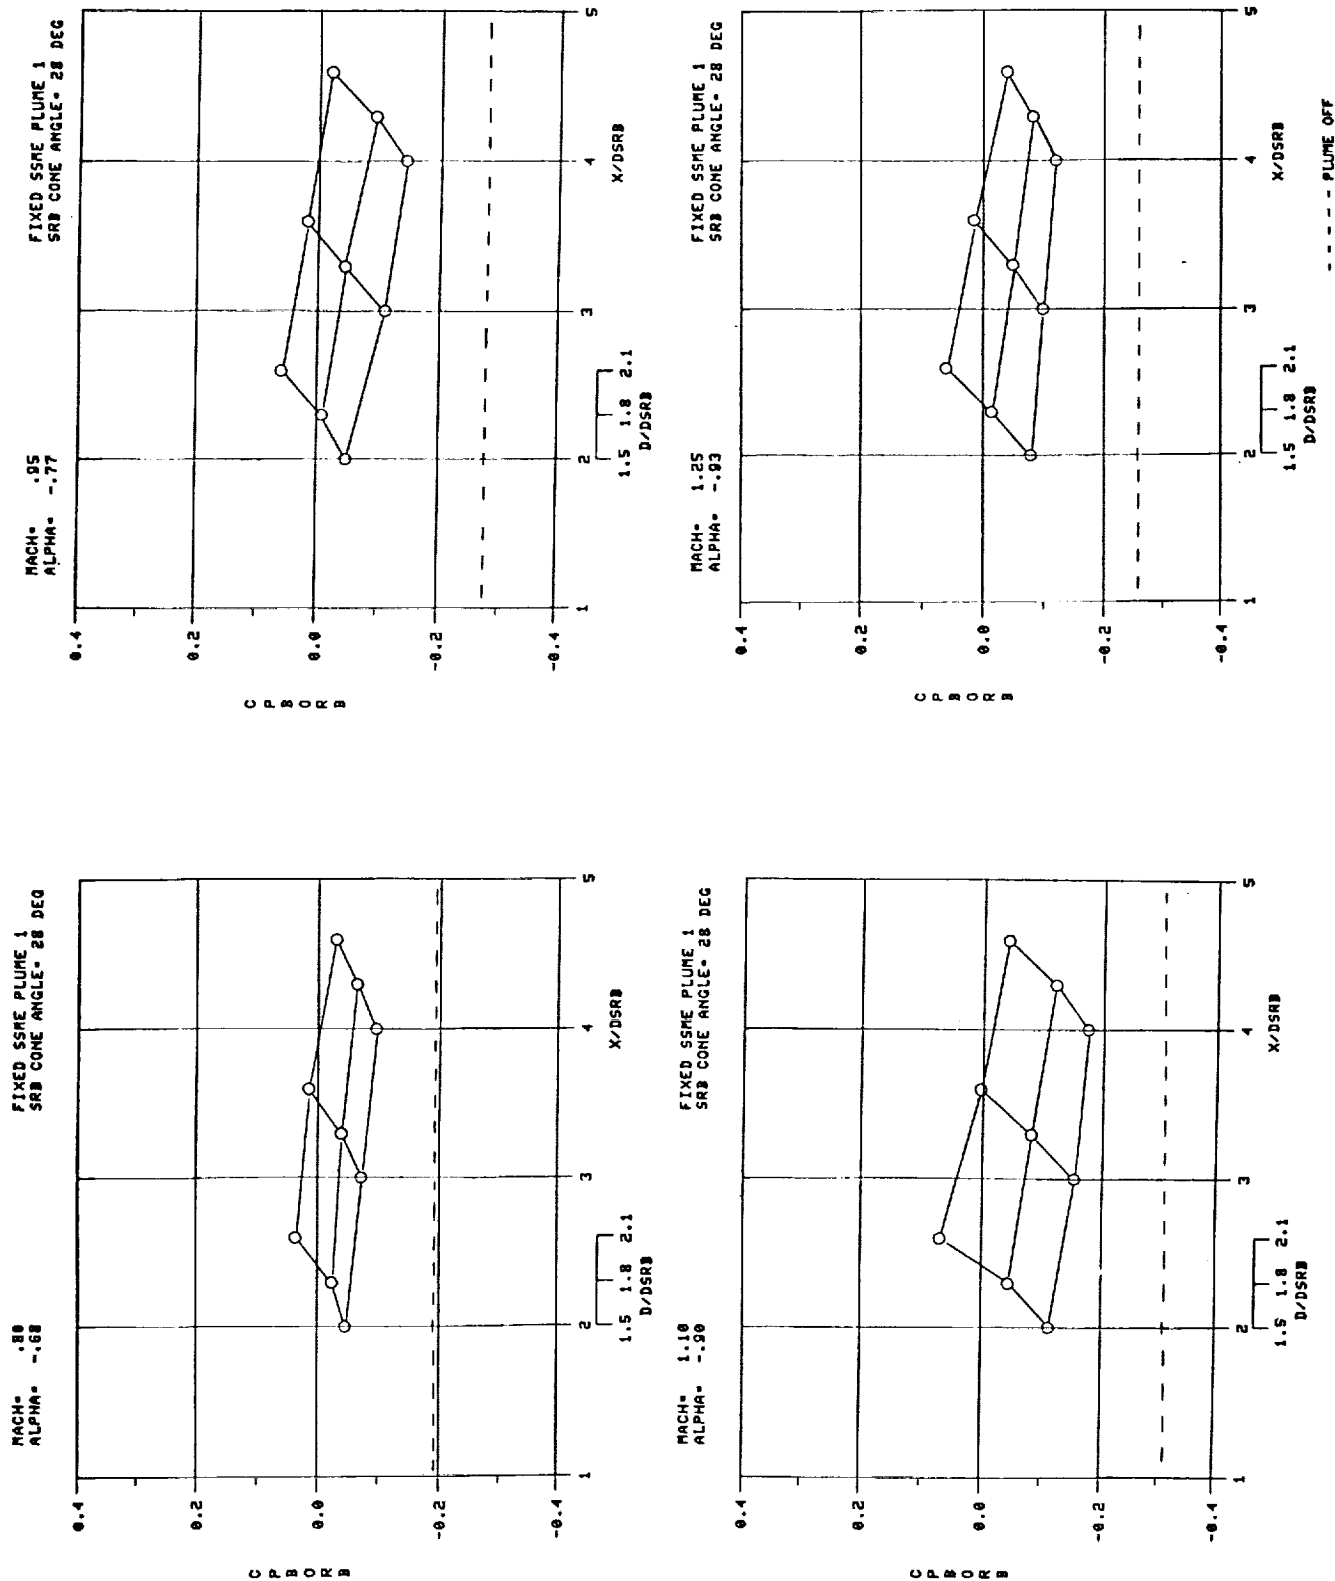 MACH= .80
ALPHA= -.68
FIXED SSME PLUME 1
SRB CONE ANGLE= 28 DEG
0.4
0.2
0.0
-0.2
-0.4
C P B O R B
1 2 3 4 5
X/DSRB
1.5 1.8 2.1
D/DSRB
MACH= .95
ALPHA= -.77
FIXED SSME PLUME 1
SRB CONE ANGLE= 28 DEG
0.4
0.2
0.0
-0.2
-0.4
C P B O R B
1 2 3 4 5
X/DSRB
1.5 1.8 2.1
D/DSRB
MACH= 1.10
ALPHA= -.90
FIXED SSME PLUME 1
SRB CONE ANGLE= 28 DEG
0.4
0.2
0.0
-0.2
-0.4
C P B O R B
1 2 3 4 5
X/DSRB
1.5 1.8 2.1
D/DSRB
MACH= 1.25
ALPHA= -.93
FIXED SSME PLUME 1
SRB CONE ANGLE= 28 DEG
0.4
0.2
0.0
-0.2
-0.4
C P B O R B
1 2 3 4 5
X/DSRB
1.5 1.8 2.1
D/DSRB
- - - - - PLUME OFF